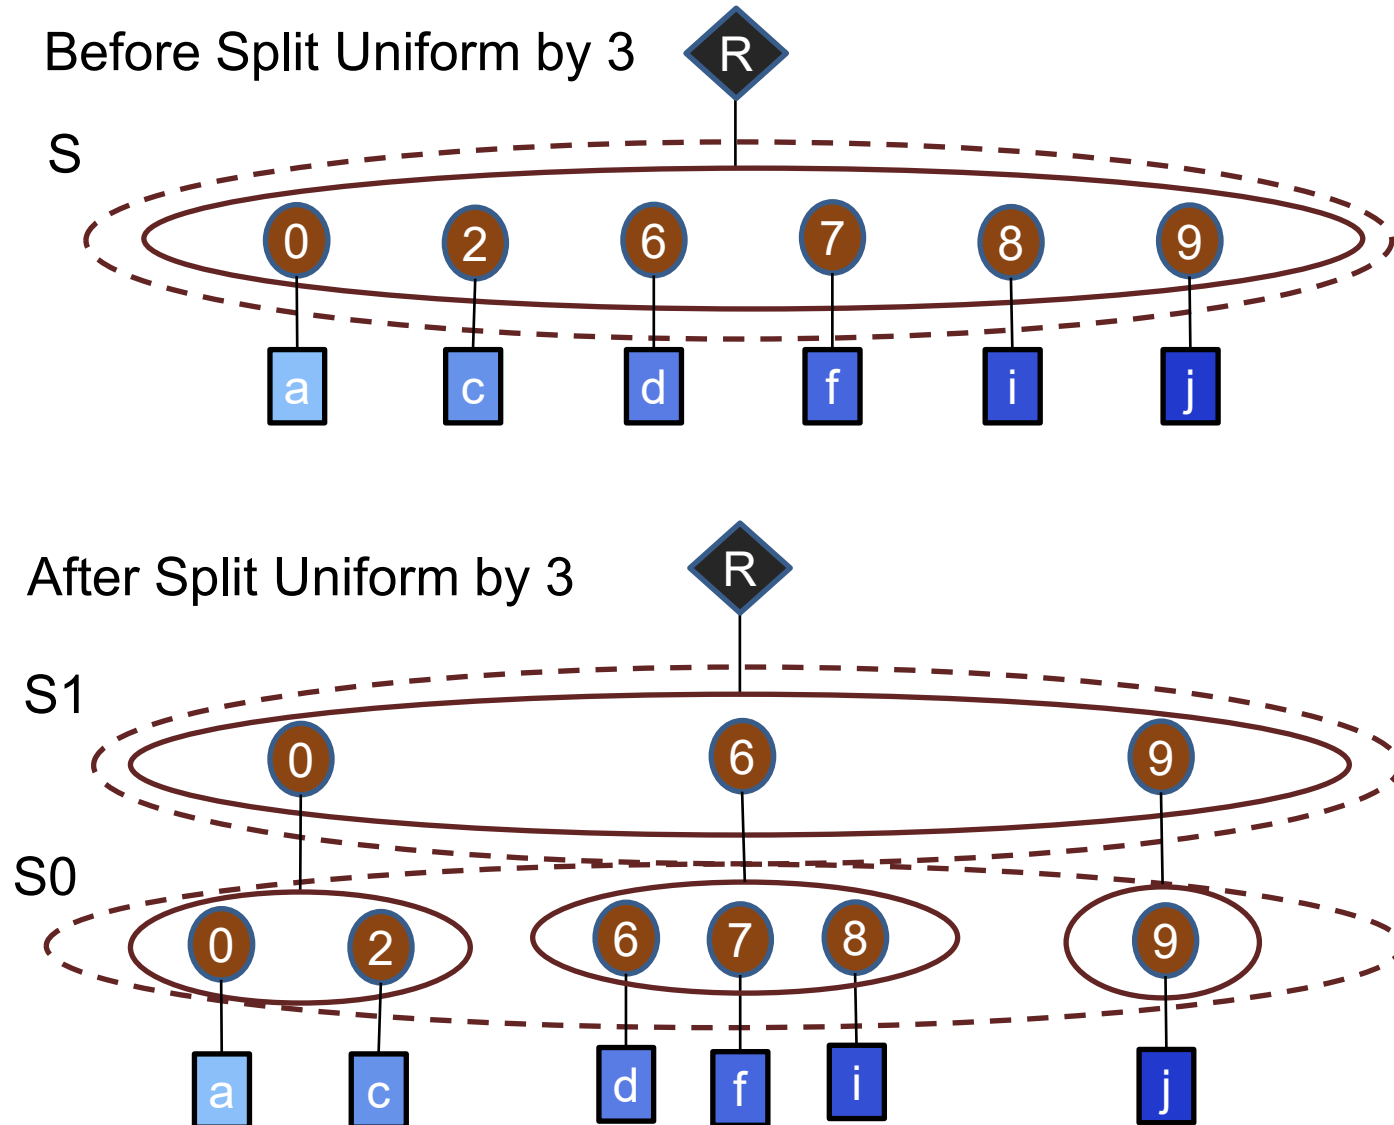 Before Split Uniform by 3
R
S
0 2 6 7 8 9
a c d f i j
After Split Uniform by 3
R
S1
0 6 9
S0
0 2 6 7 8 9
a c d f i j